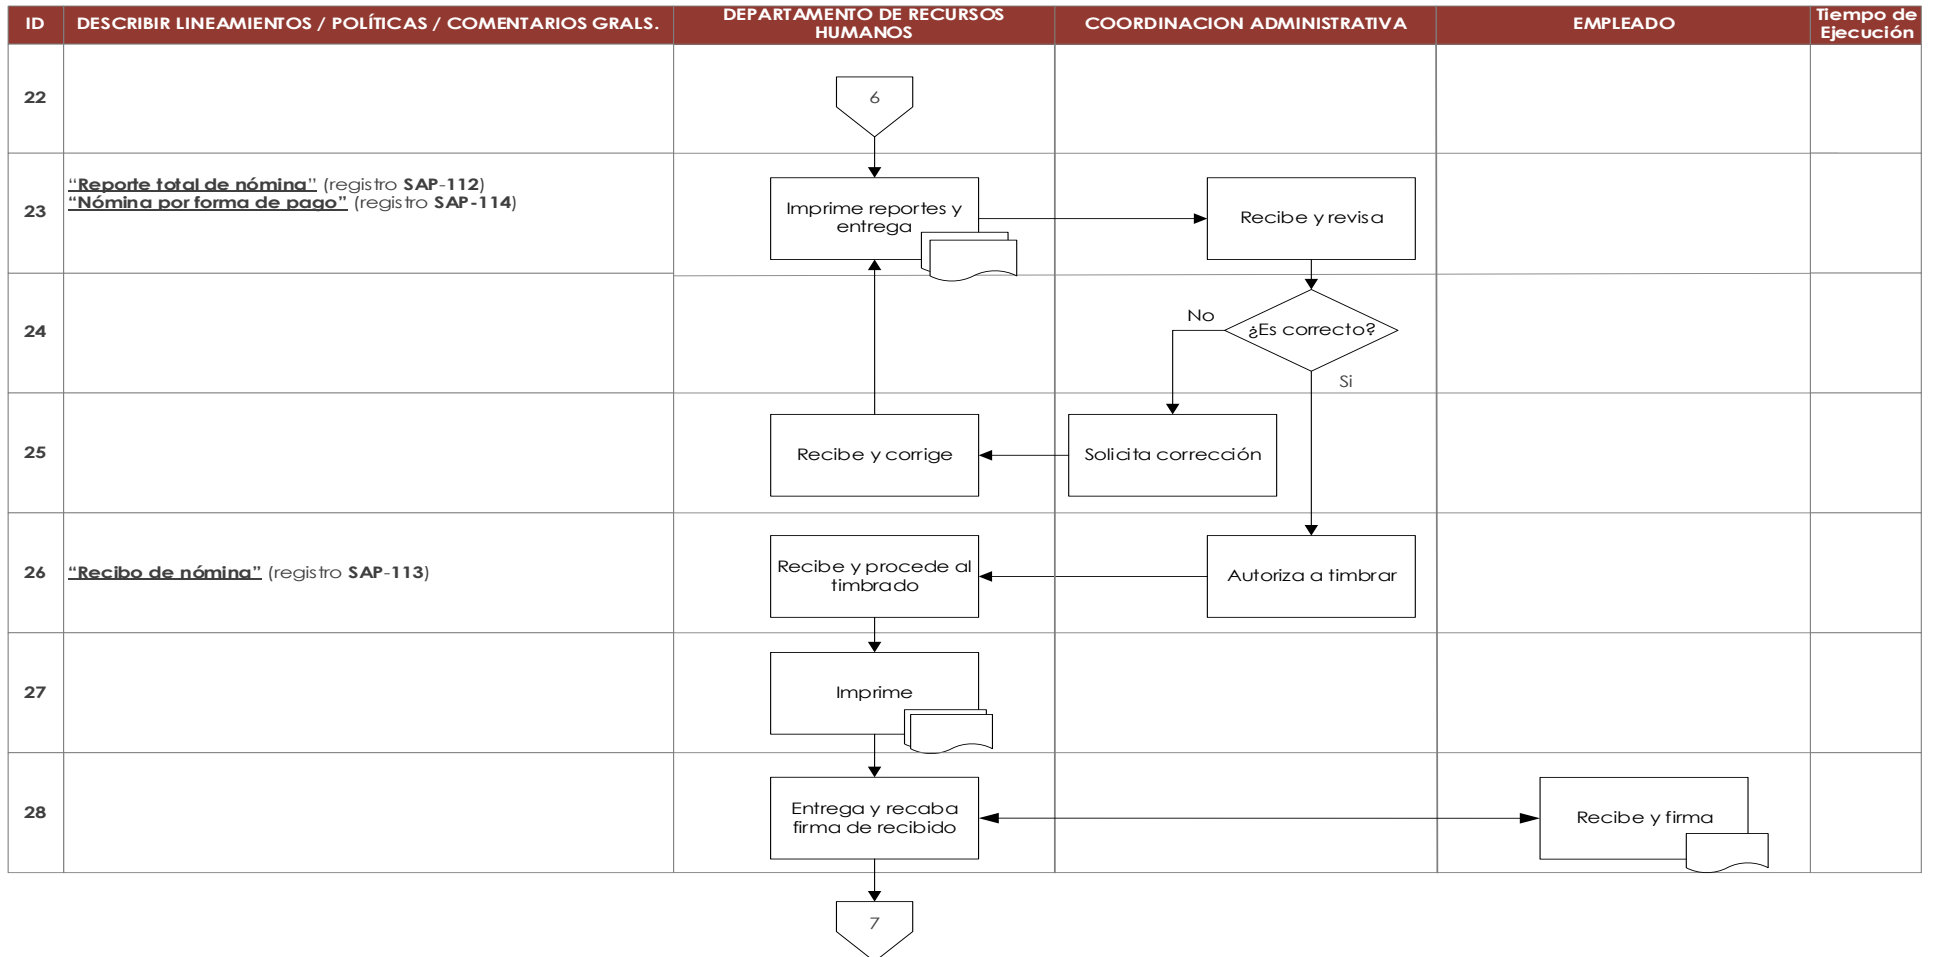 ID
DESCRIBIR LINEAMIENTOS / POLÍTICAS / COMENTARIOS GRALS.
DEPARTAMENTO DE RECURSOS
HUMANOS
COORDINACION ADMINISTRATIVA
EMPLEADO
Tiempo de
Ejecución
22
6
23
“Reporte total de nómina” (registro SAP-112)
“Nómina por forma de pago” (registro SAP-114)
Imprime reportes y
entrega
Recibe y revisa
24
No
¿Es correcto?
Si
25
Recibe y corrige
Solicita corrección
26
“Recibo de nómina” (registro SAP-113)
Recibe y procede al
timbrado
Autoriza a timbrar
27
Imprime
28
Entrega y recaba
firma de recibido
Recibe y firma
7